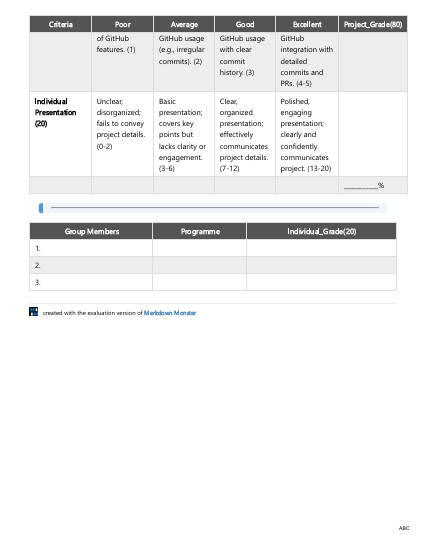 Criteria Poor Average Good Excellent Project_Grade(80)
of GitHub features. (1) GitHub usage (e.g., irregular commits). (2) GitHub usage with clear commit history. (3) GitHub integration with detailed commits and PRs. (4-5)
Individual Presentation (20) Unclear, disorganized; fails to convey project details. (0-2) Basic presentation; covers key points but lacks clarity or engagement. (3-6) Clear, organized presentation; effectively communicates project details. (7-12) Polished, engaging presentation; clearly and confidently communicates project. (13-20)
_________%
Group Members Programme Individual_Grade(20)
1.
2.
3.
created with the evaluation version of Markdown Monster
ABC